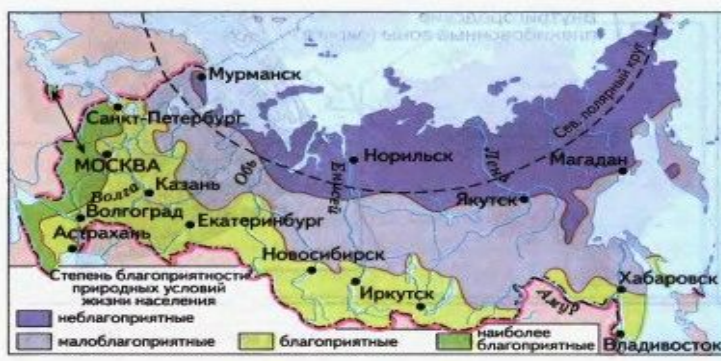 Мурманск
Сев. полярный круг
Санкт-Петербург
МОСКВА
Обь
Енисей
Норильск
Лена
Магадан
Волга
Казань
Якутск
Волгоград
Екатеринбург
Астрахань
Новосибирск
Хабаровск
Иркутск
Амур
Владивосток
Степень благоприятности
природных условий
жизни населения
неблагоприятные
малоблагоприятные
благоприятные
наиболее
благоприятные